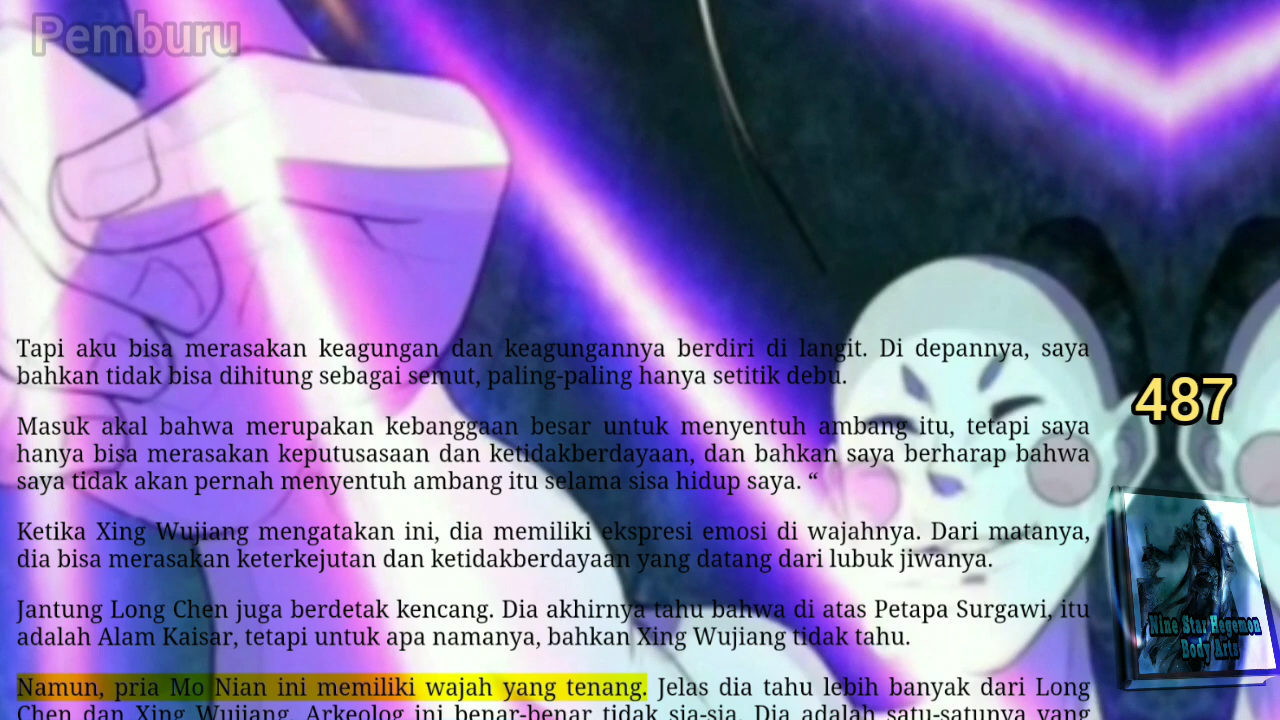 Pemburu
Tapi aku bisa merasakan keagungan dan keagungannya berdiri di langit. Di depannya, saya
bahkan tidak bisa dihitung sebagai semut, paling-paling hanya setitik debu.
Masuk akal bahwa merupakan kebanggaan besar untuk menyentuh ambang itu, tetapi saya
hanya bisa merasakan keputusasaan dan ketidakberdayaan, dan bahkan saya berharap bahwa
saya tidak akan pernah menyentuh ambang itu selama sisa hidup saya. “
Ketika Xing Wujiang mengatakan ini, dia memiliki ekspresi emosi di wajahnya. Dari matanya,
dia bisa merasakan keterkejutan dan ketidakberdayaan yang datang dari lubuk jiwanya.
Jantung Long Chen juga berdetak kencang. Dia akhirnya tahu bahwa di atas Petapa Surgawi, itu
adalah Alam Kaisar, tetapi untuk apa namanya, bahkan Xing Wujiang tidak tahu.
Namun, pria Mo Nian ini memiliki wajah yang tenang. Jelas dia tahu lebih banyak dari Long
Chen dan Xing Wujiang. Arkeolog ini benar-benar tidak sia-sia. Dia adalah satu-satunya yang
487
Nine Star Hegemon
Body Arts